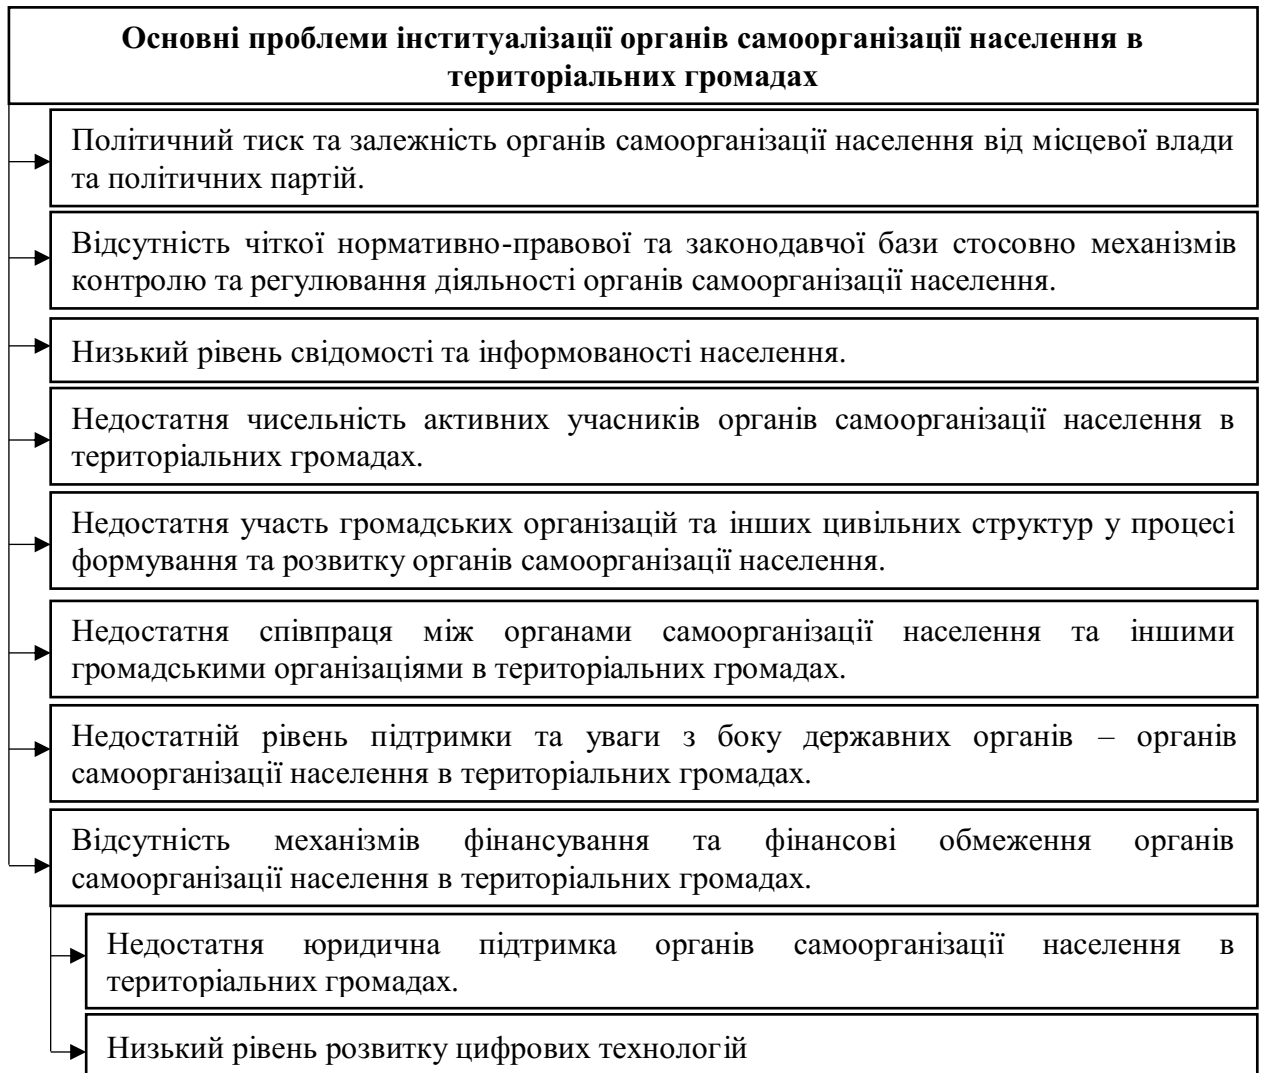 Основні проблеми інституалізації органів самоорганізації населення в
територіальних громадах
Політичний тиск та залежність органів самоорганізації населення від місцевої влади
та політичних партій.
Відсутність чіткої нормативно-правової та законодавчої бази стосовно механізмів
контролю та регулювання діяльності органів самоорганізації населення.
Низький рівень свідомості та інформованості населення.
Недостатня чисельність активних учасників органів самоорганізації населення в
територіальних громадах.
Недостатня участь громадських організацій та інших цивільних структур у процесі
формування та розвитку органів самоорганізації населення.
Недостатня співпраця між органами самоорганізації населення та іншими
громадськими організаціями в територіальних громадах.
Недостатній рівень підтримки та уваги з боку державних органів – органів
самоорганізації населення в територіальних громадах.
Відсутність механізмів фінансування та фінансові обмеження органів
самоорганізації населення в територіальних громадах.
Недостатня юридична підтримка органів самоорганізації населення в
територіальних громадах.
Низький рівень розвитку цифрових технологій